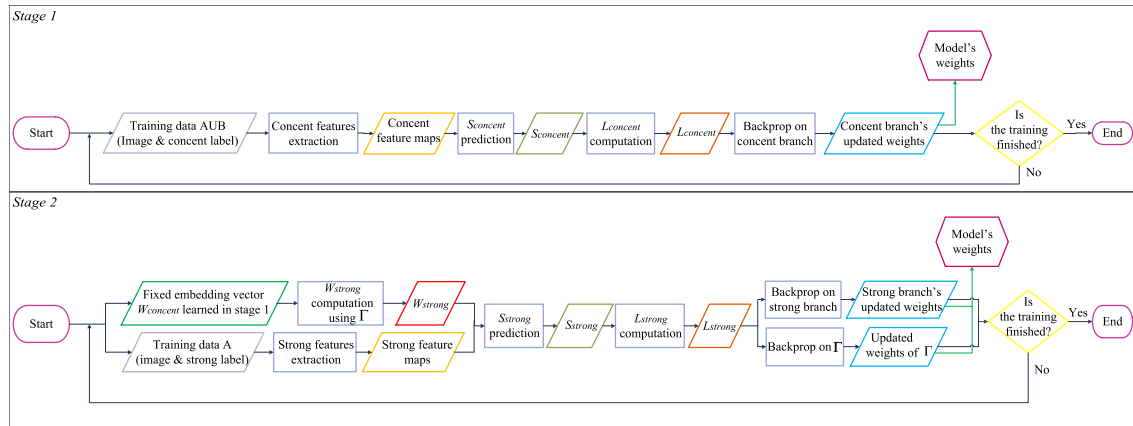 Stage 1
Start
Training data AUB
(Image & concent label)
Concent features
extraction
Concent
feature maps
Sconcent
prediction
Sconcent
Lconcent
computation
Lconcent
Backprop on
concent branch
Concent branch's
updated weights
Model's
weights
Is
the training
finished?
Yes
End
No
Stage 2
Start
Fixed embedding vector
Wconcent learned in stage 1
Wstrong
computation
using Γ
Wstrong
Training data A
(image & strong label)
Strong features
extraction
Strong feature
maps
Sstrong
prediction
Sstrong
Lstrong
computation
Lstrong
Backprop on
strong branch
Strong branch's
updated weights
Backprop on Γ
Updated
weights of Γ
Model's
weights
Is
the training
finished?
Yes
End
No